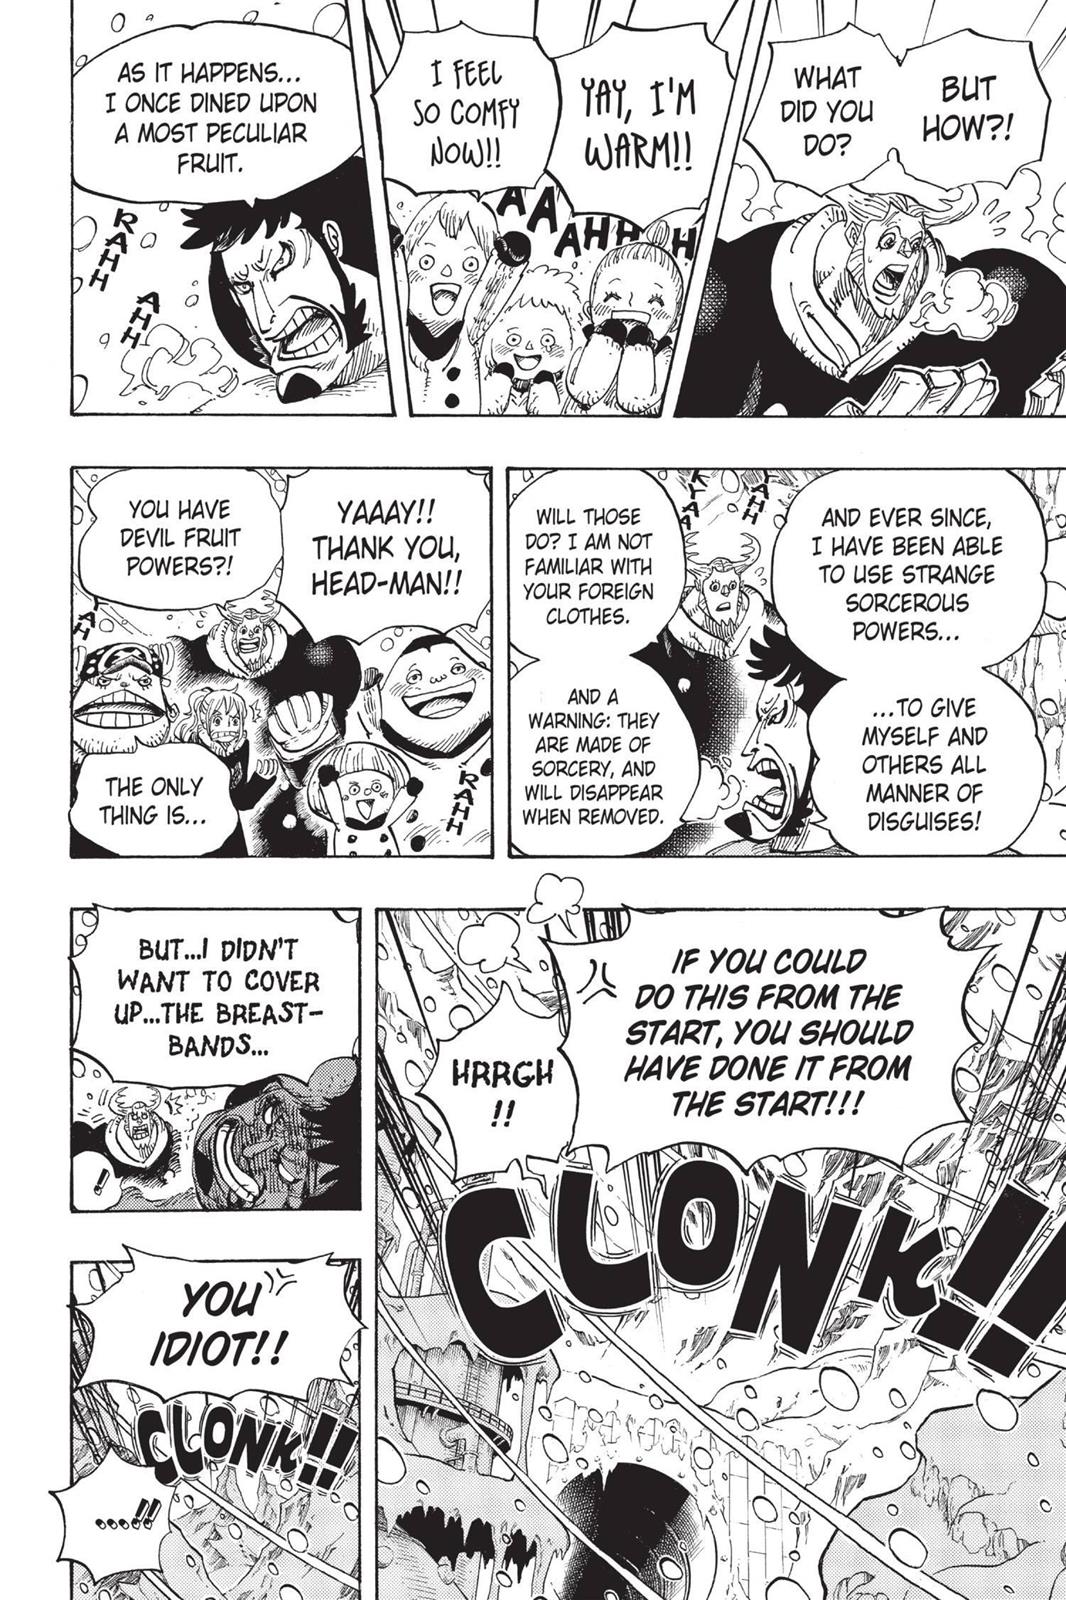 BUT
HOW?!
WHAT
DID YOU
DO?
YAY, I'M
WARM!!
I FEEL
SO COMFY
NOW!!
AAAHHHH
AS IT HAPPENS...
I ONCE DINED UPON
A MOST PECULIAR
FRUIT.
RAHH
AHH
AND EVER SINCE,
I HAVE BEEN ABLE
TO USE STRANGE
SORCEROUS
POWERS...
...TO GIVE
MYSELF AND
OTHERS ALL
MANNER OF
DISGUISES!
YAHH
KYAA
WILL THOSE
DO? I AM NOT
FAMILIAR WITH
YOUR FOREIGN
CLOTHES.
AND A
WARNING: THEY
ARE MADE OF
SORCERY, AND
WILL DISAPPEAR
WHEN REMOVED.
YAAAY!!
THANK YOU,
HEAD-MAN!!
YOU HAVE
DEVIL FRUIT
POWERS?!
YAH
RAHH
THE ONLY
THING IS...
IF YOU COULD
DO THIS FROM THE
START, YOU SHOULD
HAVE DONE IT FROM
THE START!!!
HRRGH
!!
CLONK!!
BUT...I DIDN'T
WANT TO COVER
UP...THE BREAST-
BANDS...
!!
YOU
IDIOT!!
CLONK!!
....!!